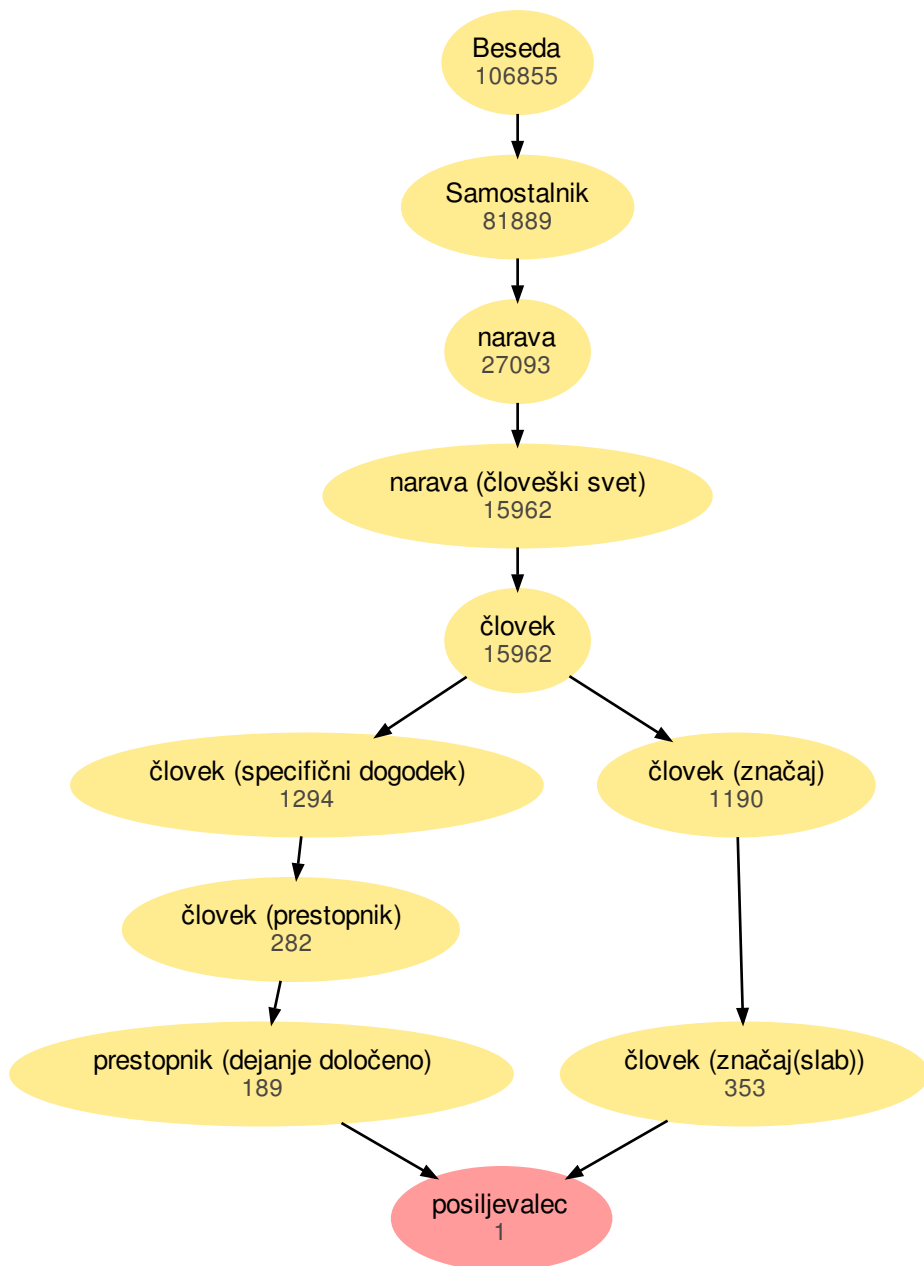 Beseda
106855
Samostalnik
81889
narava
27093
narava (človeški svet)
15962
človek
15962
človek (specifični dogodek)
1294
človek (značaj)
1190
človek (prestopnik)
282
prestopnik (dejanje določeno)
189
človek (značaj(slab))
353
posiljevalec
1